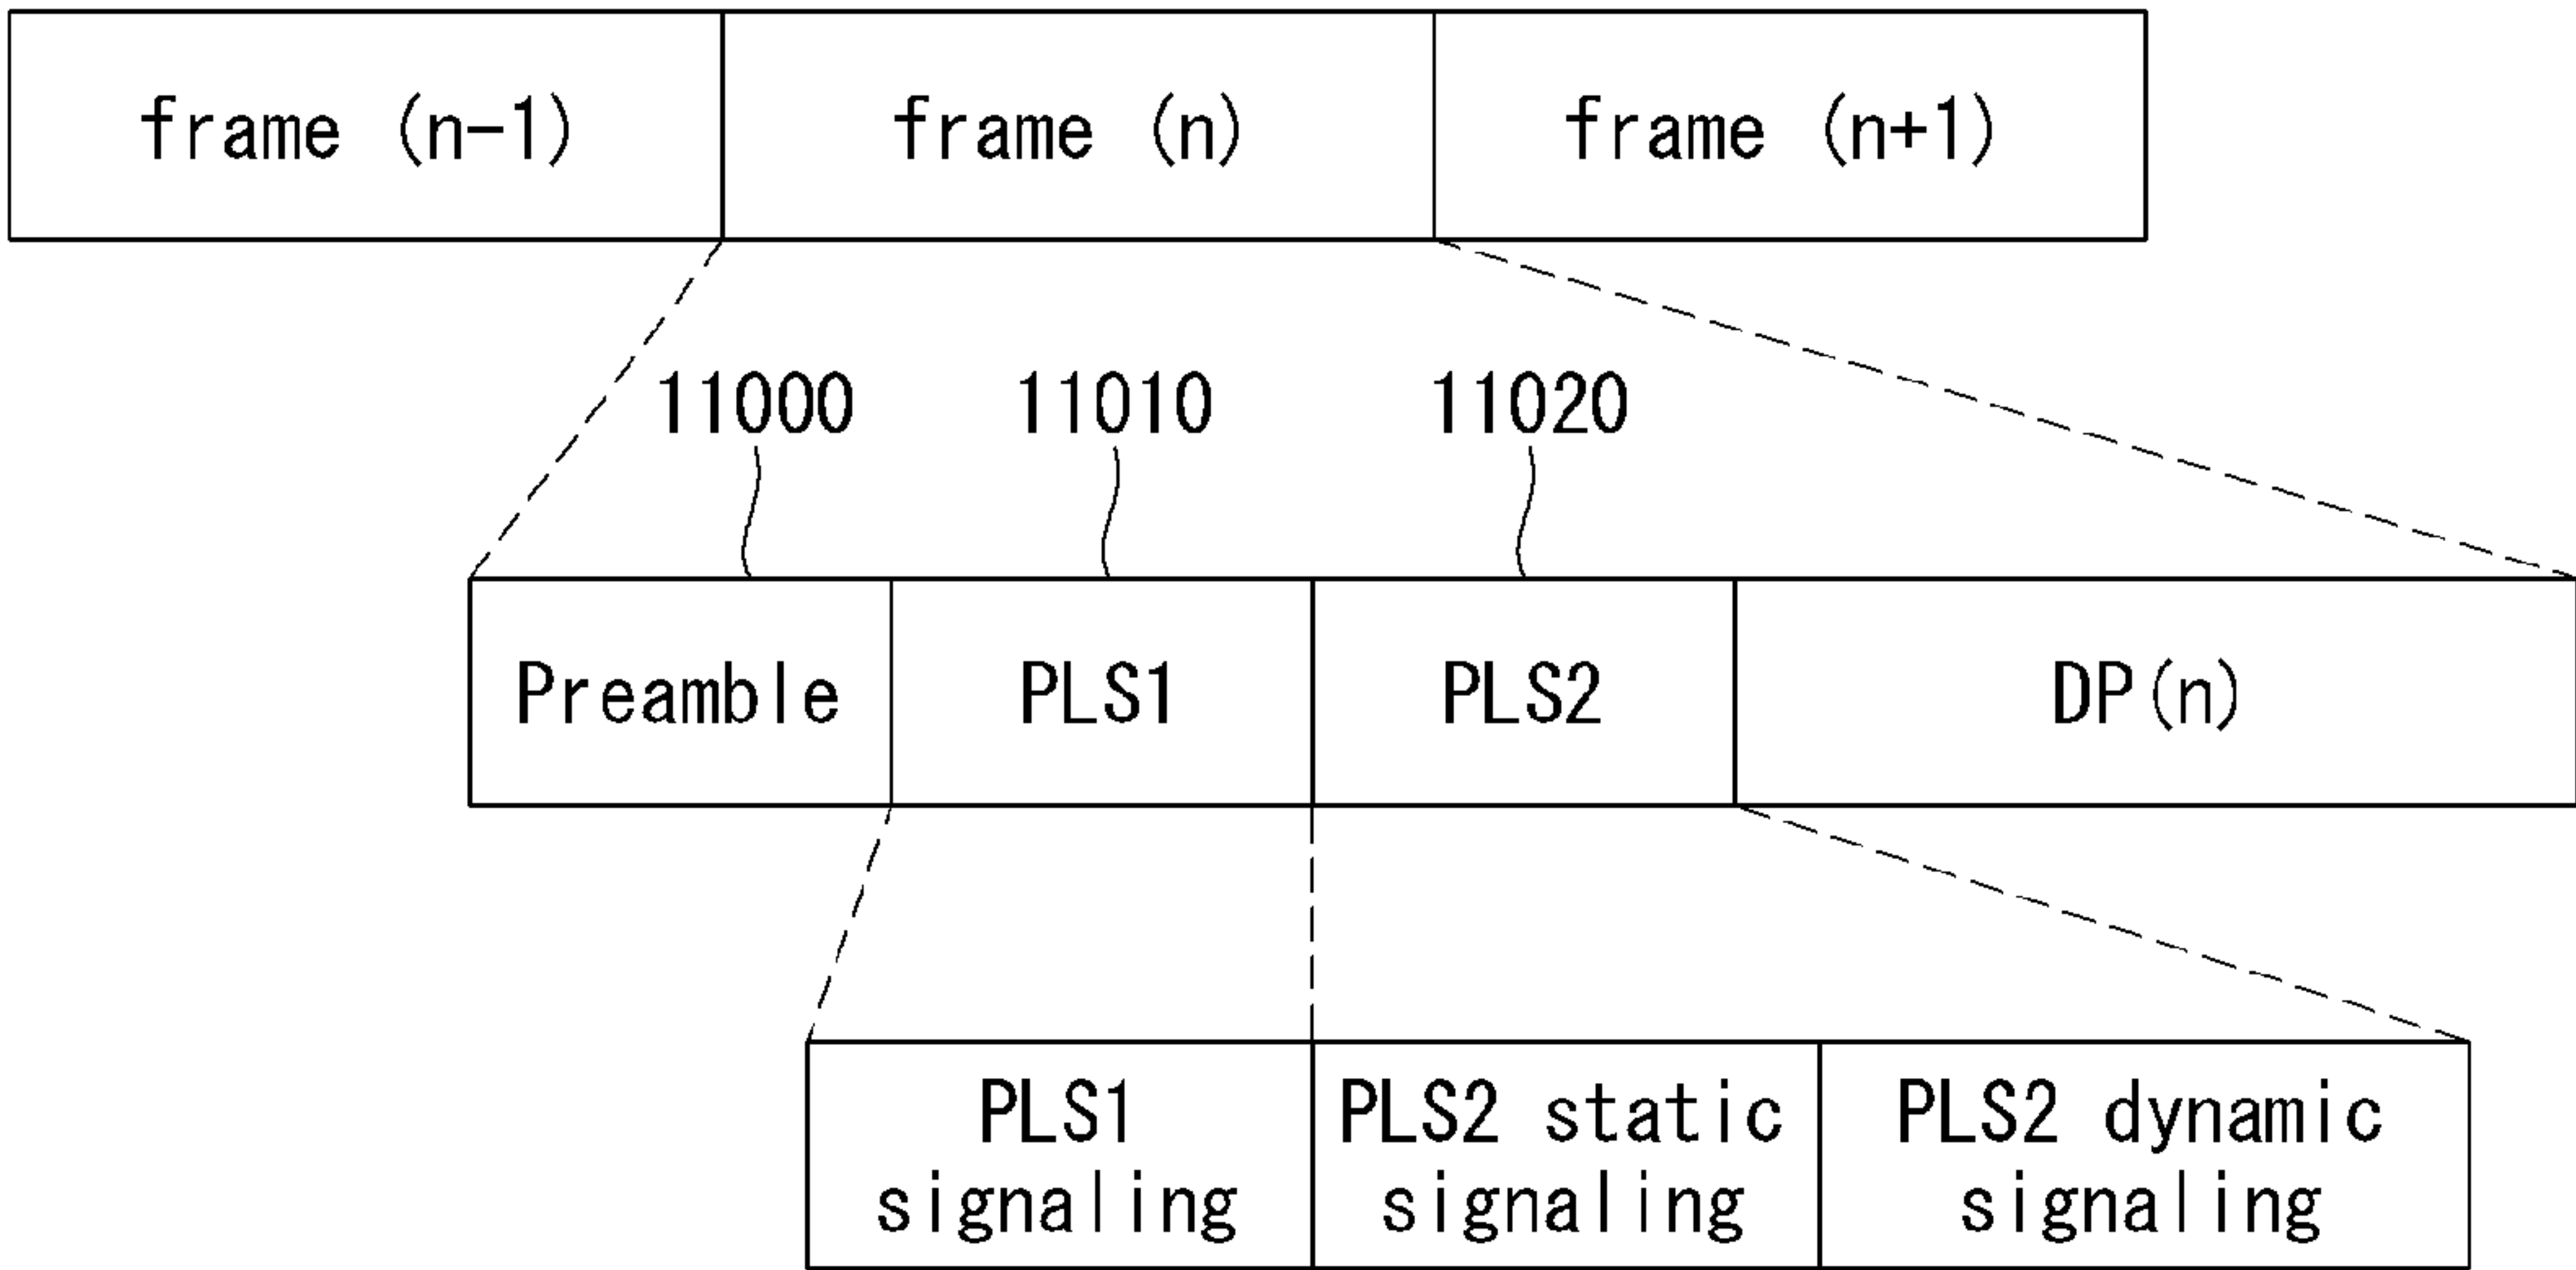 frame (n-1) frame (n) frame (n+1)
11000 11010 11020
Preamble PLS1 PLS2 DP(n)
PLS1 signaling
PLS2 static signaling
PLS2 dynamic signaling